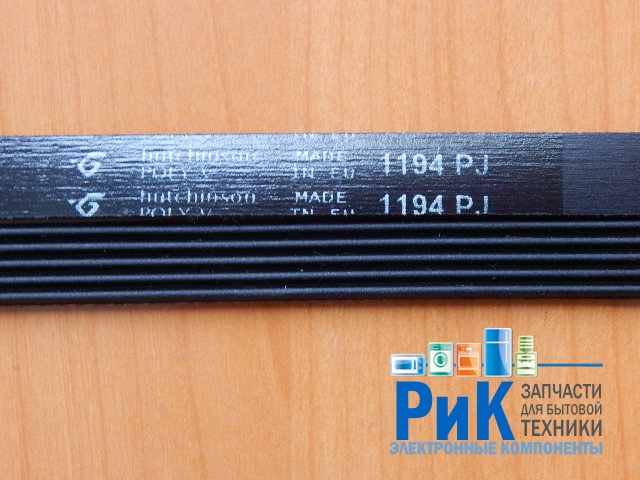 hutchinson MADE 1194 PJ
POLY V IN EU
hutchinson MADE 1194 PJ
POLY V IN EU
РиК
ЗАПЧАСТИ
ДЛЯ БЫТОВОЙ
ТЕХНИКИ
ЭЛЕКТРОННЫЕ КОМПОНЕНТЫ